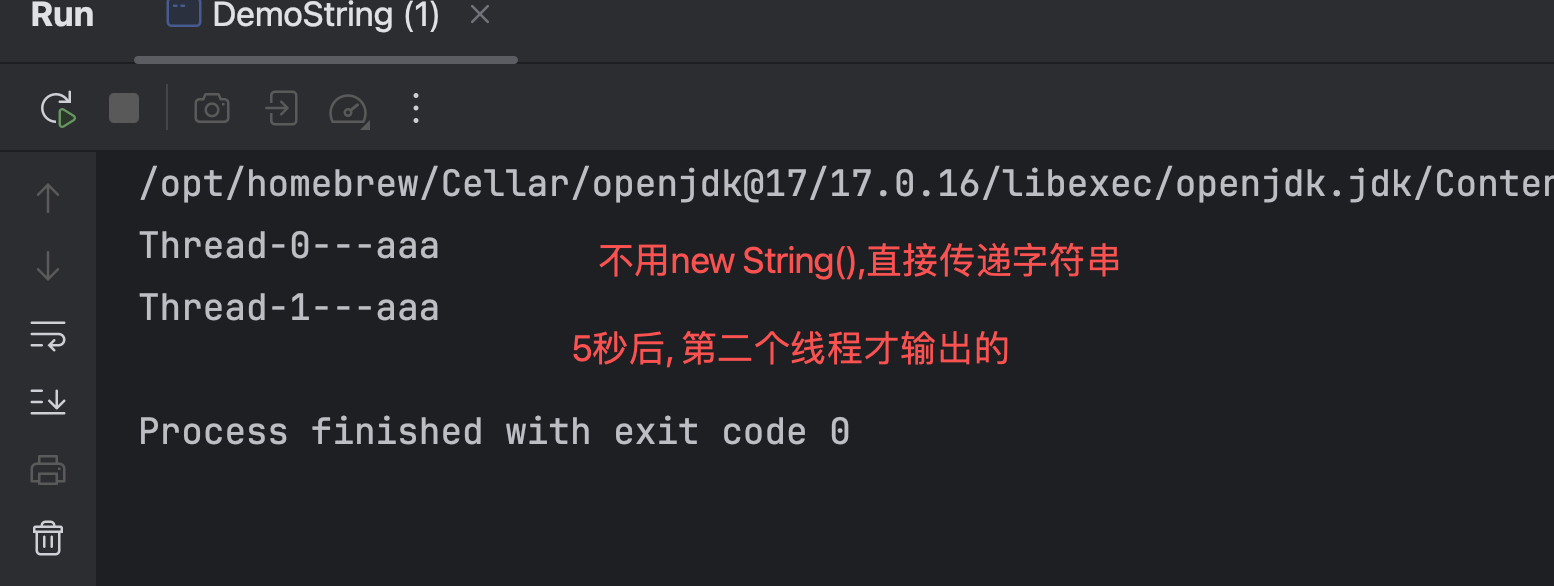 Run DemoString (1)
/opt/homebrew/Cellar/openjdk@17/17.0.16/libexec/openjdk.jdk/Conten
Thread-0---aaa
不用new String(),直接传递字符串
Thread-1---aaa
5秒后, 第二个线程才输出的
Process finished with exit code 0